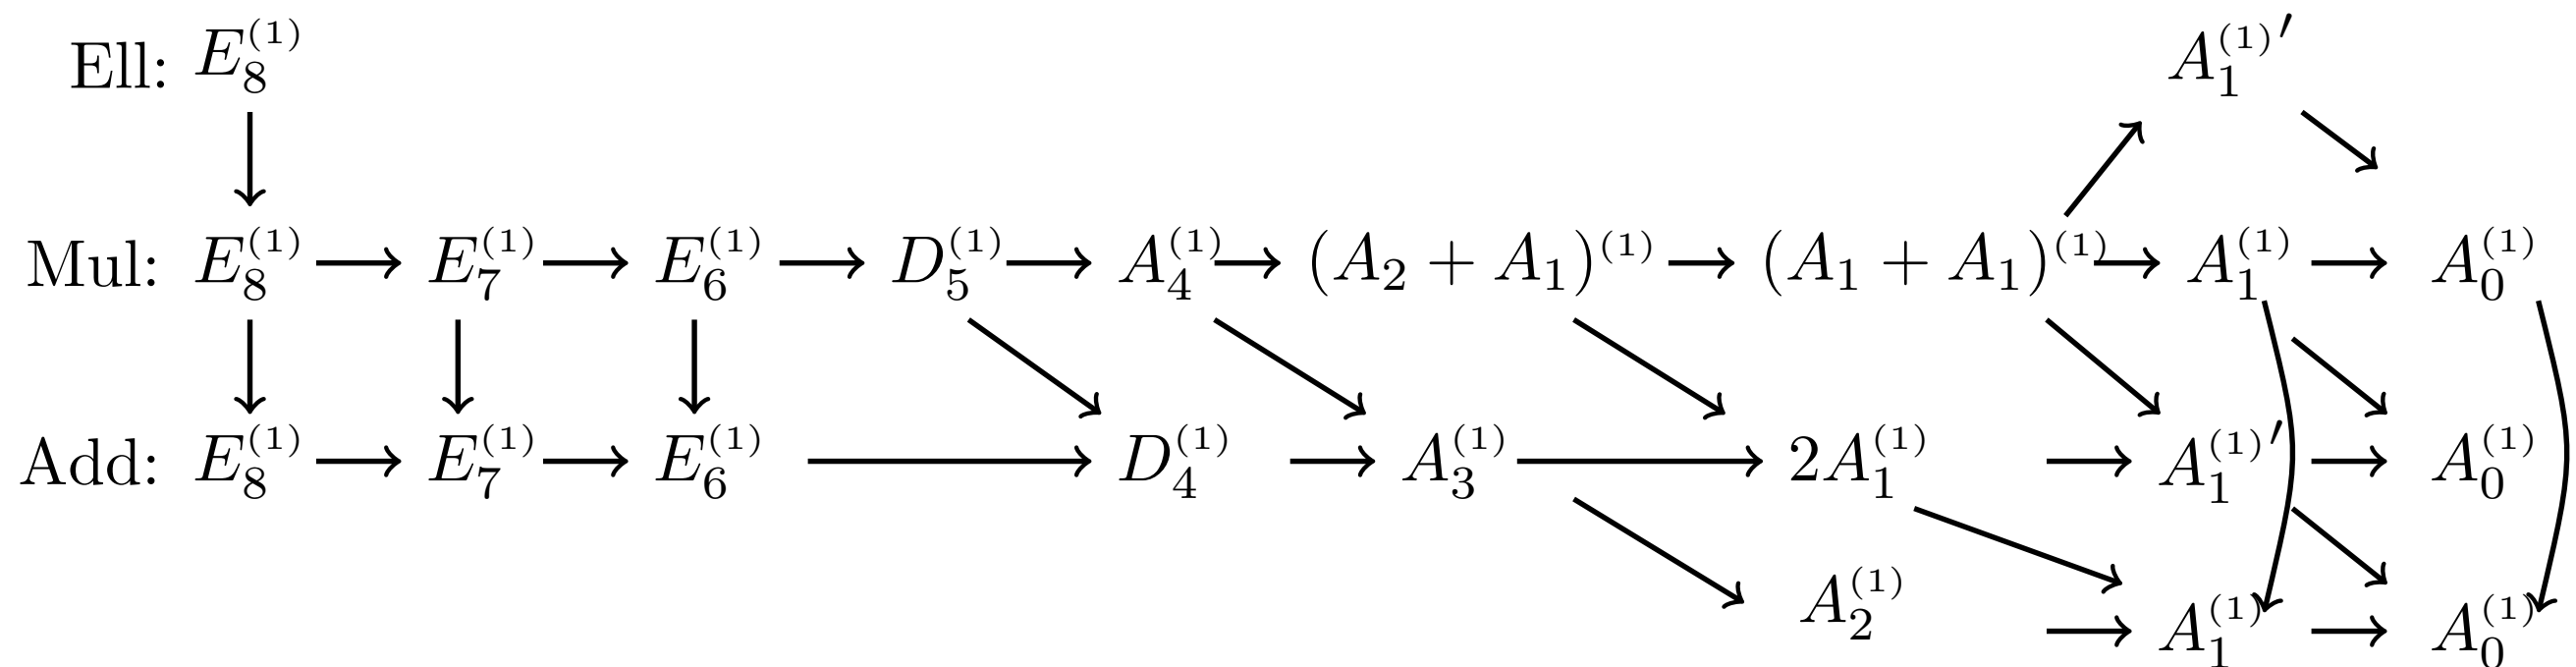 Ell: $E_8^{(1)}$ $A_1^{(1)\prime}$
Mul: $E_8^{(1)}$ → $E_7^{(1)}$ → $E_6^{(1)}$ → $D_5^{(1)}$ → $A_4^{(1)}$ → $(A_2 + A_1)^{(1)}$ → $(A_1 + A_1)^{(1)}$ → $A_1^{(1)}$ → $A_0^{(1)}$
Add: $E_8^{(1)}$ → $E_7^{(1)}$ → $E_6^{(1)}$ → $D_4^{(1)}$ → $A_3^{(1)}$ → $2A_1^{(1)}$ → $A_1^{(1)\prime}$ → $A_0^{(1)}$
$A_2^{(1)}$ → $A_1^{(1)}$ → $A_0^{(1)}$